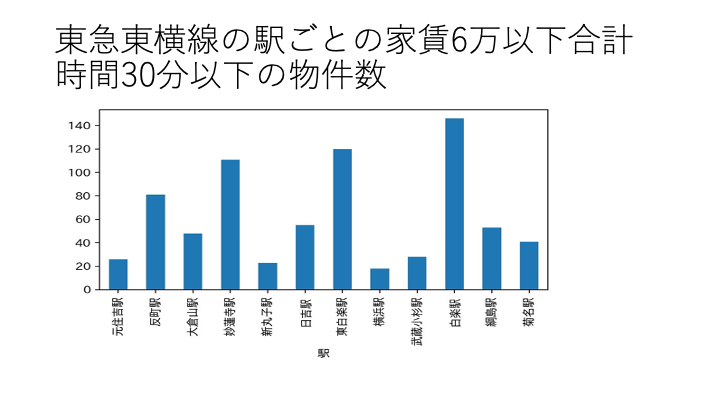 東急東横線の駅ごとの家賃6万以下合計
時間30分以下の物件数
140
120
100
80
60
40
20
0
元住吉駅
反町駅
大倉山駅
妙蓮寺駅
新丸子駅
日吉駅
東白楽駅
横浜駅
武蔵小杉駅
白楽駅
綱島駅
菊名駅
駅